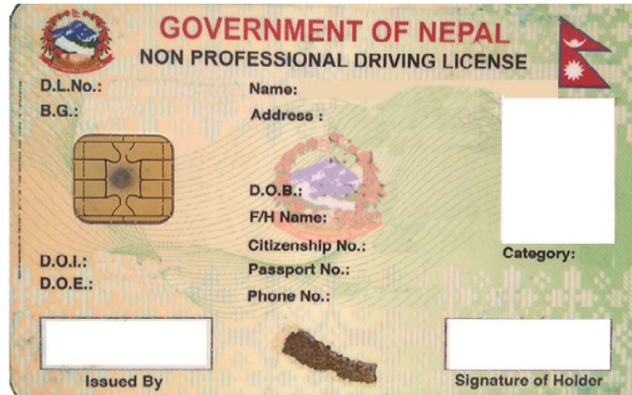 GOVERNMENT OF NEPAL
NON PROFESSIONAL DRIVING LICENSE
D.L.No.:
B.G.:
Name:
Address :
D.O.B.:
F/H Name:
Citizenship No.:
Passport No.:
Phone No.:
D.O.I.:
D.O.E.:
Category:
Issued By
Signature of Holder